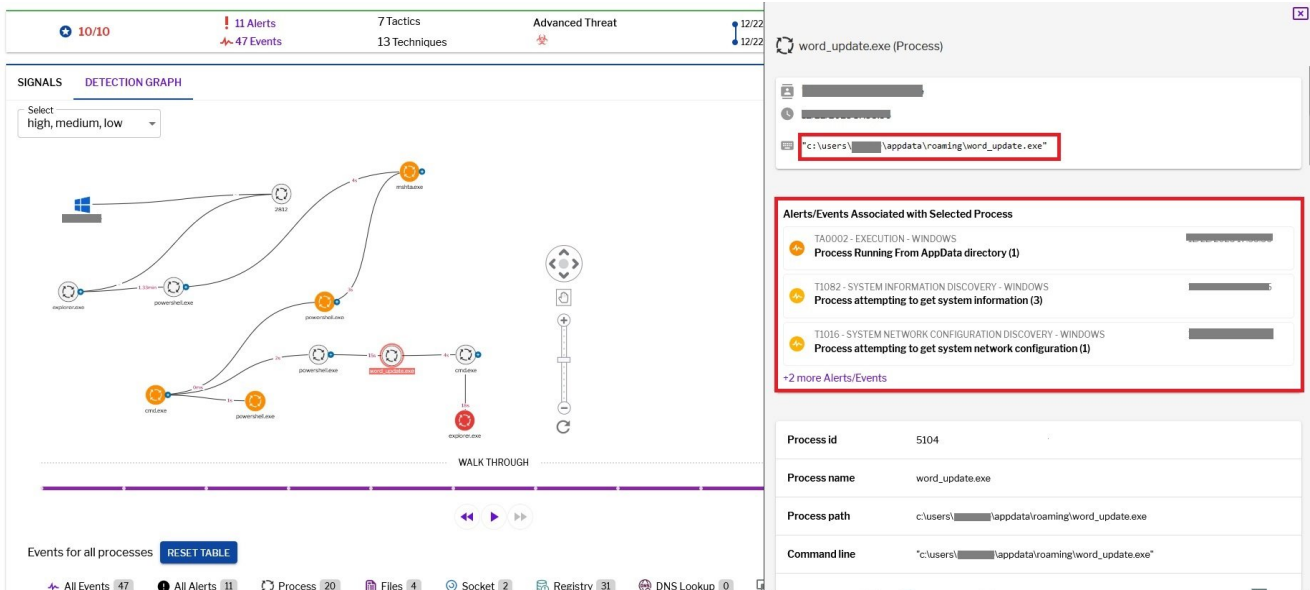 10/10
11 Alerts
47 Events
7 Tactics
13 Techniques
Advanced Threat
12/22
12/22
SIGNALS DETECTION GRAPH
Select
high, medium, low
mshta.exe
2812
explorer.exe
powershell.exe
powershell.exe
powershell.exe
word_update.exe
cmd.exe
cmd.exe
powershell.exe
explorer.exe
WALK THROUGH
Events for all processes RESET TABLE
All Events 47 All Alerts 11 Process 20 Files 4 Socket 2 Registry 31 DNS Lookup 0
word_update.exe (Process)
"c:\users\ \appdata\roaming\word_update.exe"
Alerts/Events Associated with Selected Process
TA0002 - EXECUTION - WINDOWS
Process Running From AppData directory (1)
T1082 - SYSTEM INFORMATION DISCOVERY - WINDOWS
Process attempting to get system information (3)
T1016 - SYSTEM NETWORK CONFIGURATION DISCOVERY - WINDOWS
Process attempting to get system network configuration (1)
+2 more Alerts/Events
Process id 5104
Process name word_update.exe
Process path c:\users\ \appdata\roaming\word_update.exe
Command line "c:\users\ \appdata\roaming\word_update.exe"